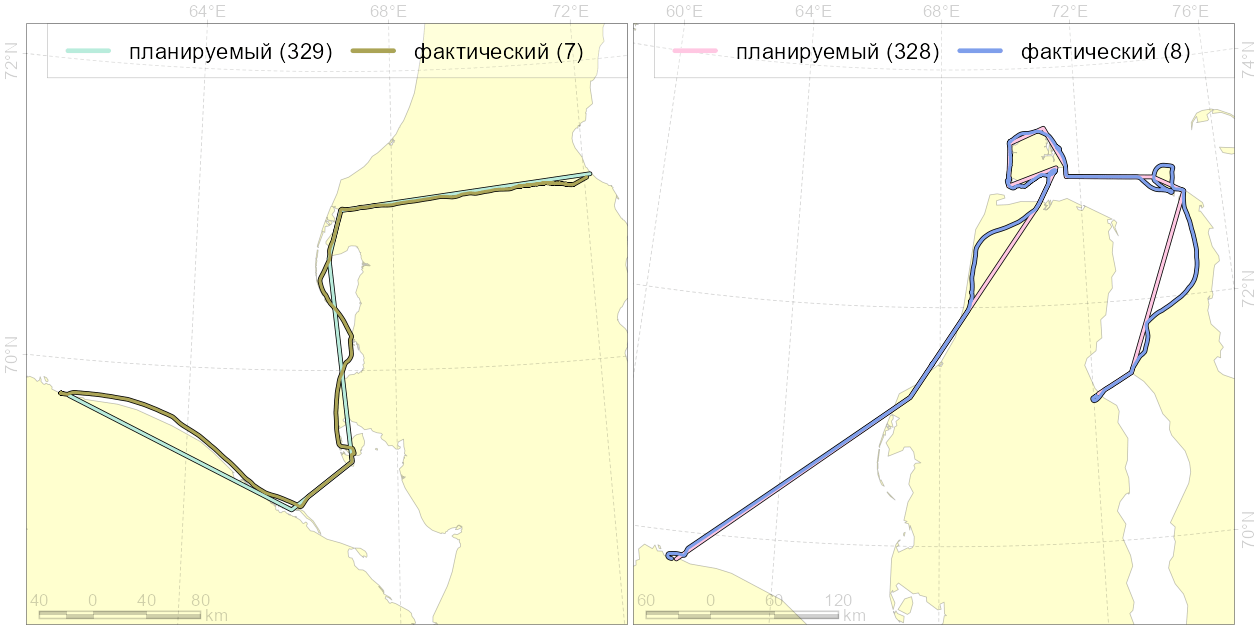 64°E 68°E 72°E
60°E 64°E 68°E 72°E 76°E
планируемый (329) фактический (7)
планируемый (328) фактический (8)
72°N
70°N
74°N
72°N
70°N
40 0 40 80 km
60 0 60 120 km